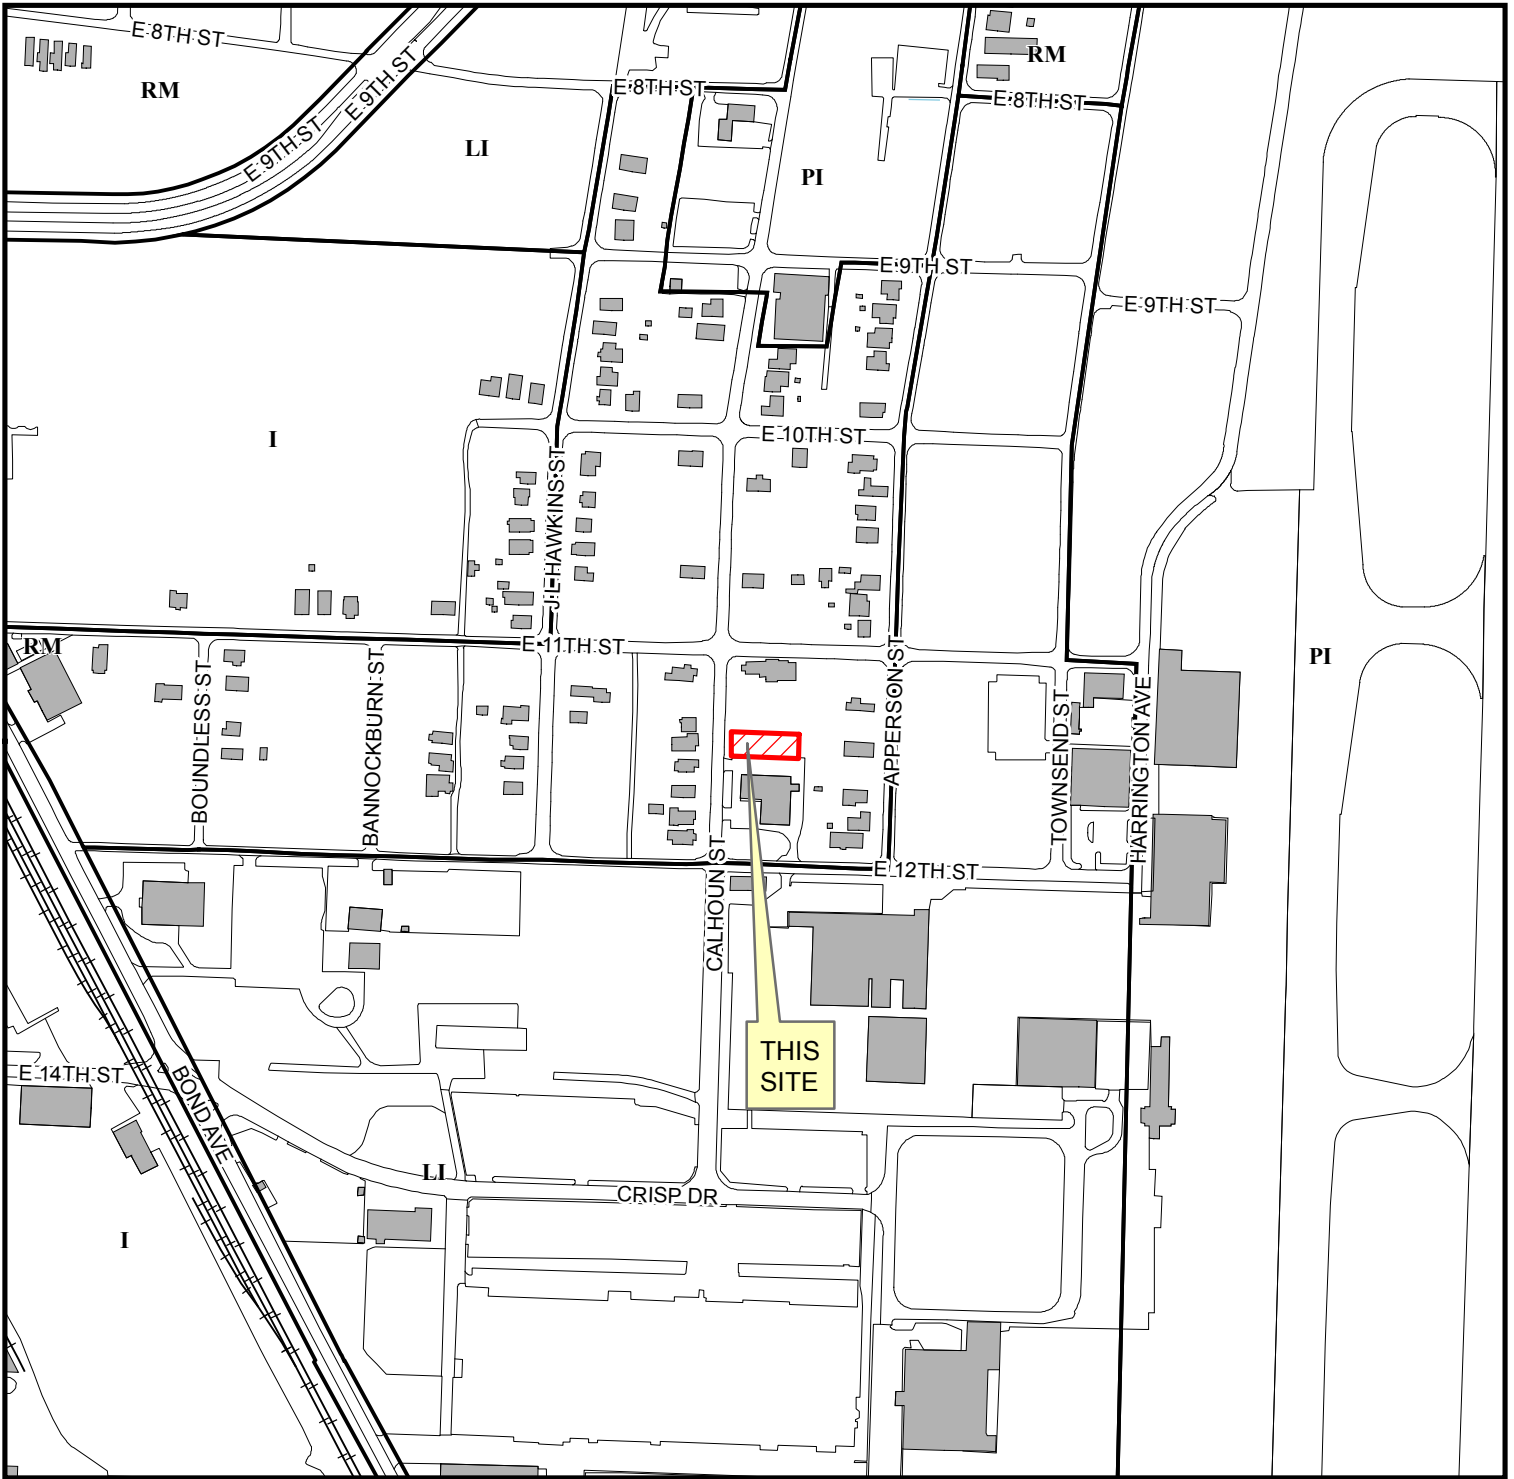 E 8TH ST
RM
E 9TH ST
E 9TH ST
LI
E 8TH ST
PI
RM
E 8TH ST
E 9TH ST
E 9TH ST
I
E 10TH ST
J L HAWKINS ST
E 11TH ST
RM
BOUNDLESS ST
BANNOCKBURN ST
APPERSON ST
TOWNSEND ST
HARRINGTON AVE
PI
CALHOUN ST
E 12TH ST
THIS
SITE
E 14TH ST
BOND AVE
LI
CRISP DR
I